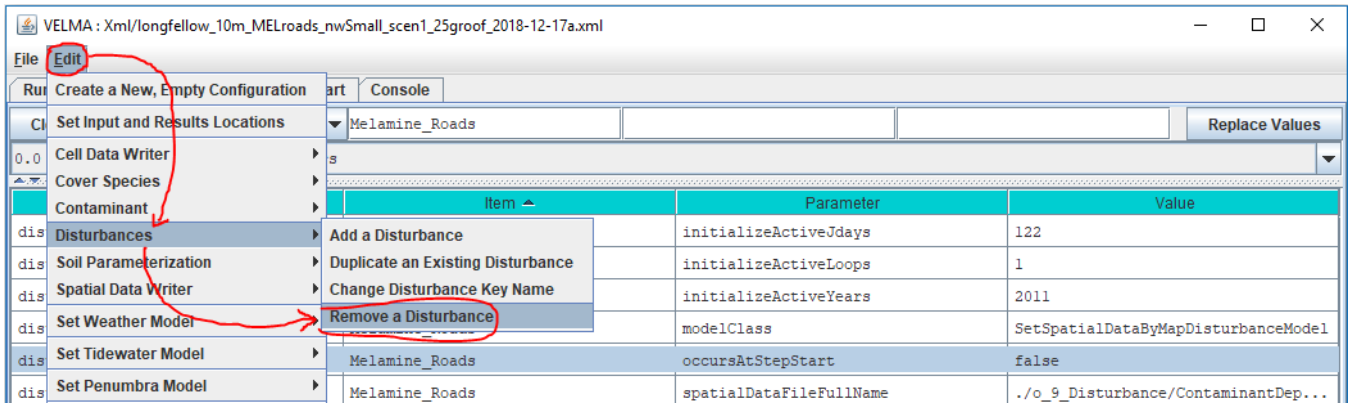 VELMA : Xml/longfellow_10m_MELroads_nwSmall_scen1_25groof_2018-12-17a.xml
File Edit
Create a New, Empty Configuration
Console
Set Input and Results Locations
Melamine_Roads
Replace Values
0.0
Cell Data Writer
Cover Species
Contaminant
Item
Parameter
Value
Disturbances
Add a Disturbance
initializeActiveJdays
122
Soil Parameterization
Duplicate an Existing Disturbance
initializeActiveLoops
1
Spatial Data Writer
Change Disturbance Key Name
initializeActiveYears
2011
Set Weather Model
Remove a Disturbance
modelClass
SetSpatialDataByMapDisturbanceModel
Set Tidewater Model
Melamine_Roads
occursAtStepStart
false
Set Penumbra Model
Melamine_Roads
spatialDataFileFullName
./o_9_Disturbance/ContaminantDep...